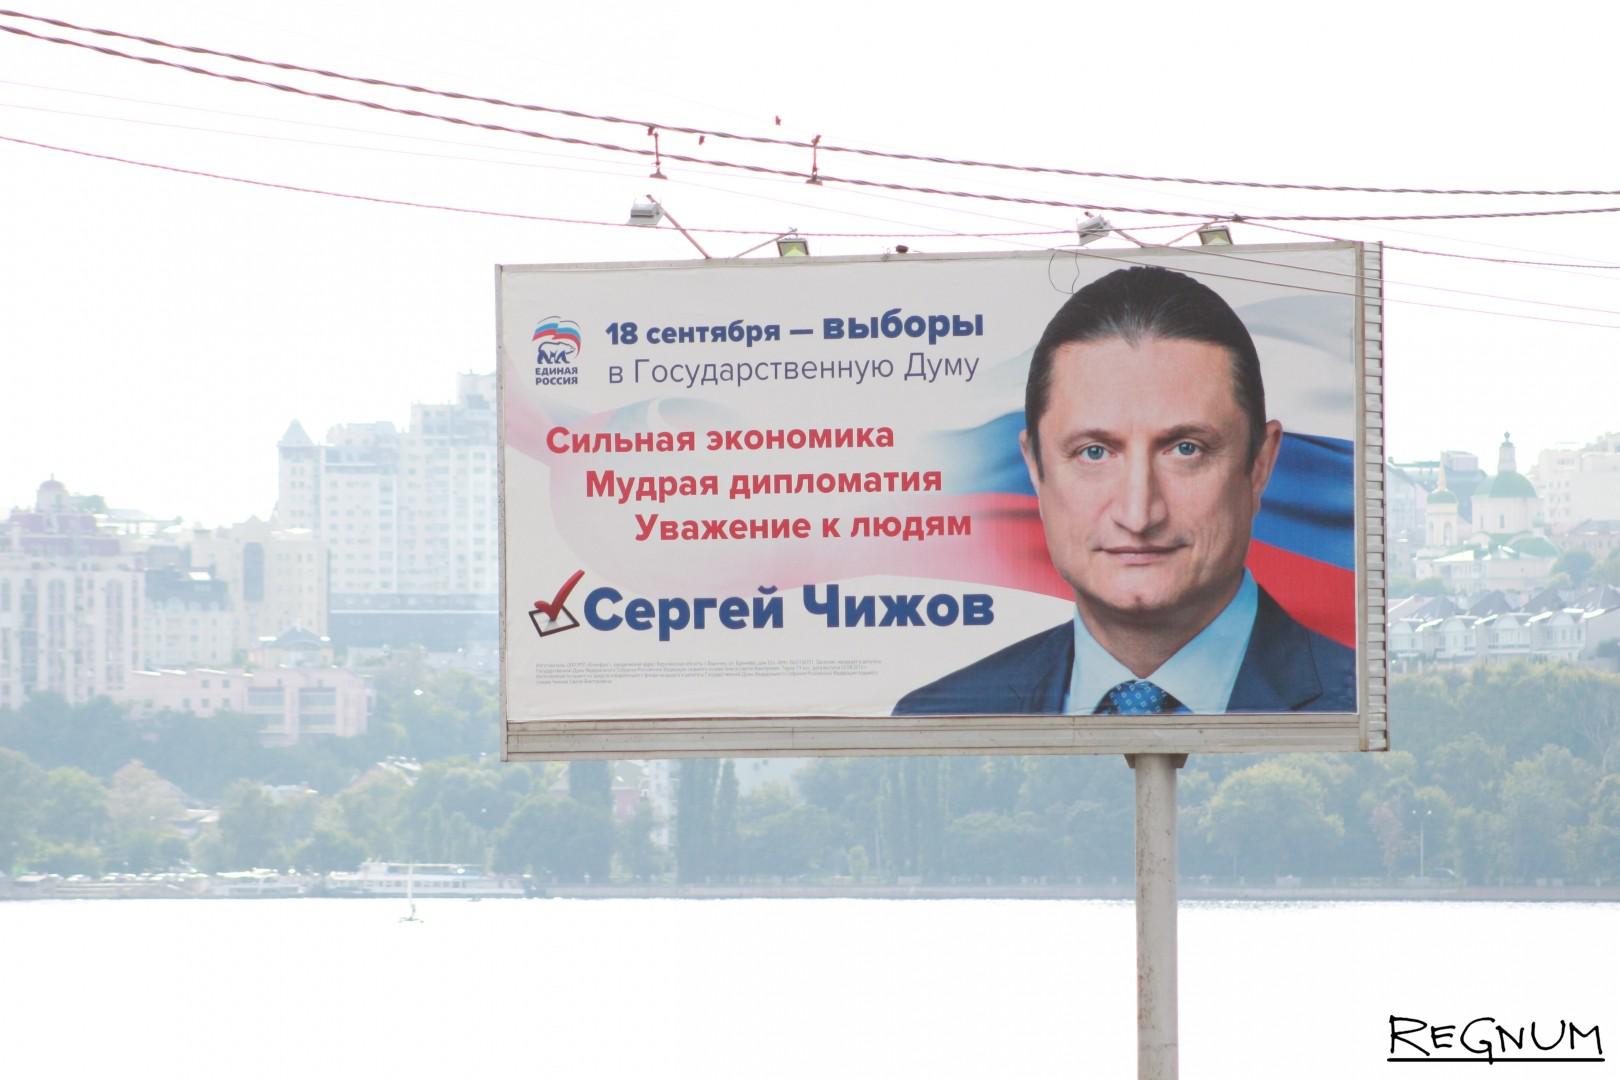 18 сентября — выборы
в Государственную Думу
ЕДИНАЯ
РОССИЯ
Сильная экономика
Мудрая дипломатия
Уважение к людям
Сергей Чижов
REGNUM